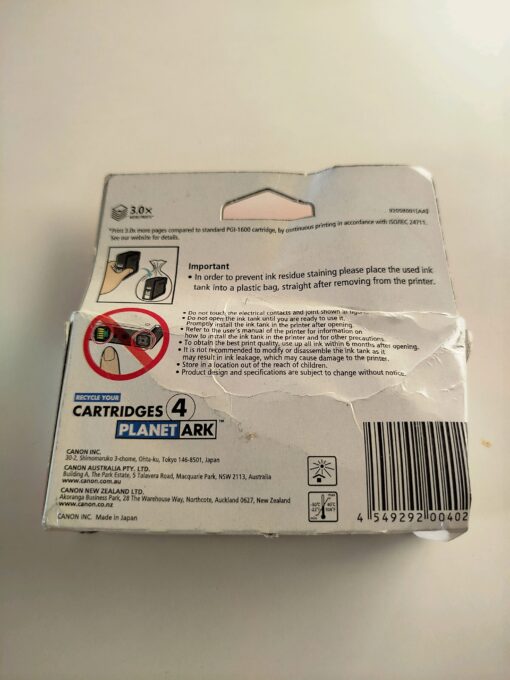 3.0x
MORE PRINTS*
9205B001[AA]
*Print 3.0x more pages compared to standard PGI-1600 cartridge, by continuous printing in accordance with ISO/IEC 24711.
See our website for details.
Important
• In order to prevent ink residue staining please place the used ink
tank into a plastic bag, straight after removing from the printer.
• Do not touch the electrical contacts and joint shown in
• Do not open the ink tank until you are ready to use it.
Promptly install the ink tank in the printer after opening.
• Refer to the user's manual of the printer for information on
how to install the ink tank in the printer and for other precautions.
• To obtain the best print quality, use up all ink within 6 months after opening.
• It is not recommended to modify or disassemble the ink tank as it
may result in ink leakage, which may cause damage to the printer.
• Store in a location out of the reach of children.
• Product design and specifications are subject to change without notice.
RECYCLE YOUR
CARTRIDGES 4
PLANET ARK™
CANON INC.
30-2, Shimomaruko 3-chome, Ohta-ku, Tokyo 146-8501, Japan
CANON AUSTRALIA PTY. LTD.
Building A, The Park Estate, 5 Talavera Road, Macquarie Park, NSW 2113, Australia
www.canon.com.au
CANON NEW ZEALAND LTD.
Akoranga Business Park, 28 The Warehouse Way, Northcote, Auckland 0627, New Zealand
www.canon.co.nz
CANON INC. Made in Japan
4 549292 00402